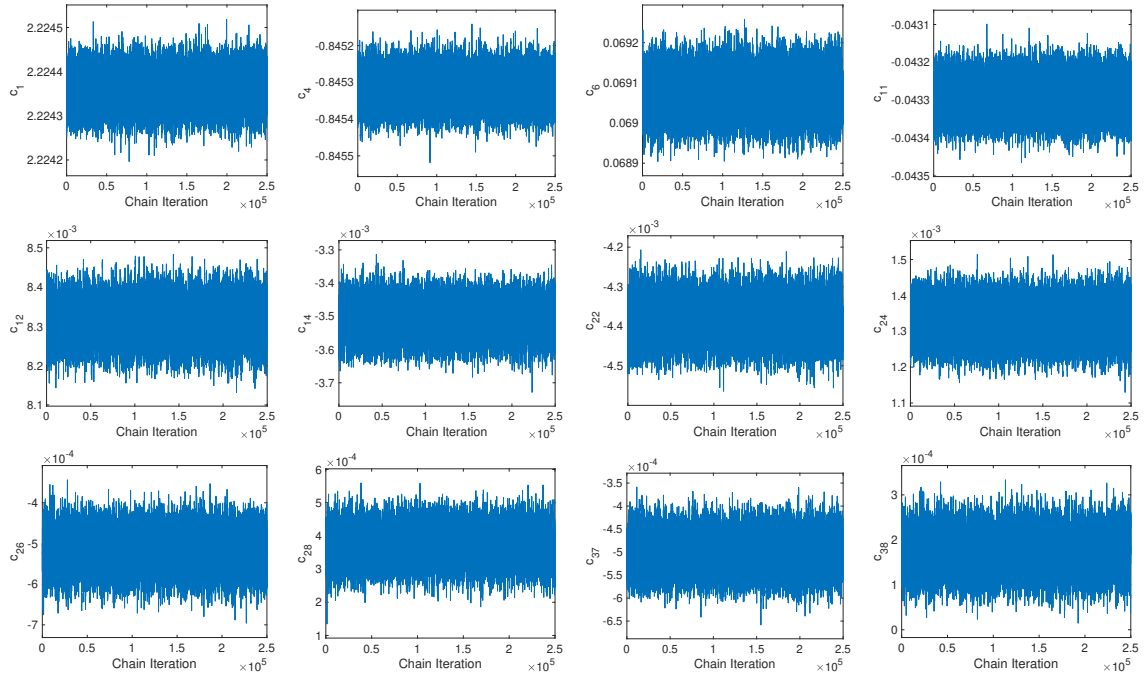 c1
2.2245
2.2244
2.2243
2.2242
0 0.5 1 1.5 2 2.5
Chain Iteration ×10^5
c4
-0.8452
-0.8453
-0.8454
-0.8455
0 0.5 1 1.5 2 2.5
Chain Iteration ×10^5
c6
0.0692
0.0691
0.069
0.0689
0 0.5 1 1.5 2 2.5
Chain Iteration ×10^5
c11
-0.0431
-0.0432
-0.0433
-0.0434
-0.0435
0 0.5 1 1.5 2 2.5
Chain Iteration ×10^5
×10^-3
c12
8.5
8.4
8.3
8.2
8.1
0 0.5 1 1.5 2 2.5
Chain Iteration ×10^5
×10^-3
c14
-3.3
-3.4
-3.5
-3.6
-3.7
0 0.5 1 1.5 2 2.5
Chain Iteration ×10^5
×10^-3
c22
-4.2
-4.3
-4.4
-4.5
0 0.5 1 1.5 2 2.5
Chain Iteration ×10^5
×10^-3
c24
1.5
1.4
1.3
1.2
1.1
0 0.5 1 1.5 2 2.5
Chain Iteration ×10^5
×10^-4
c26
-4
-5
-6
-7
0 0.5 1 1.5 2 2.5
Chain Iteration ×10^5
×10^-4
c28
6
5
4
3
2
1
0 0.5 1 1.5 2 2.5
Chain Iteration ×10^5
×10^-4
c37
-3.5
-4
-4.5
-5
-5.5
-6
-6.5
0 0.5 1 1.5 2 2.5
Chain Iteration ×10^5
×10^-4
c38
3
2
1
0
0 0.5 1 1.5 2 2.5
Chain Iteration ×10^5